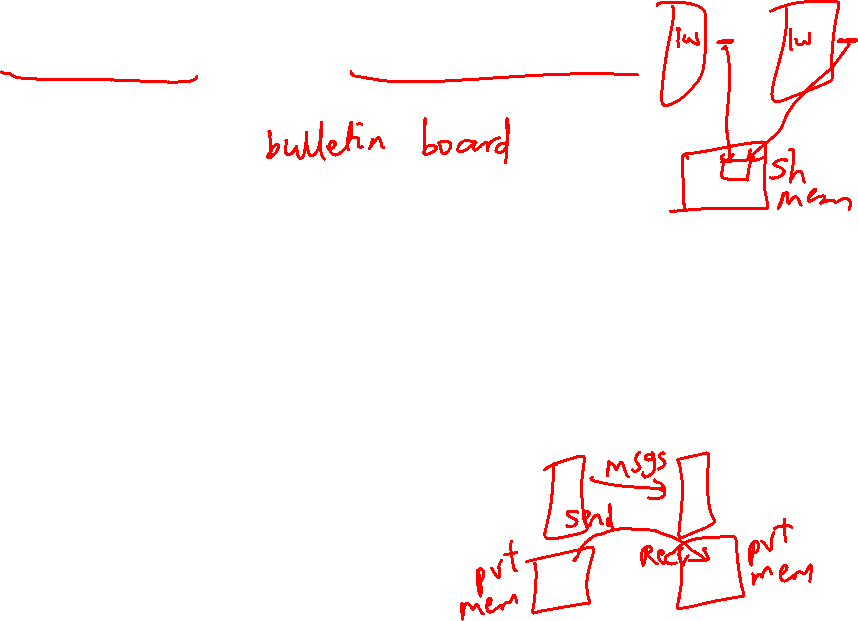 lw lw
bulletin board
sh
mem
msgs
send
Recv
pvt
mem
pvt
mem